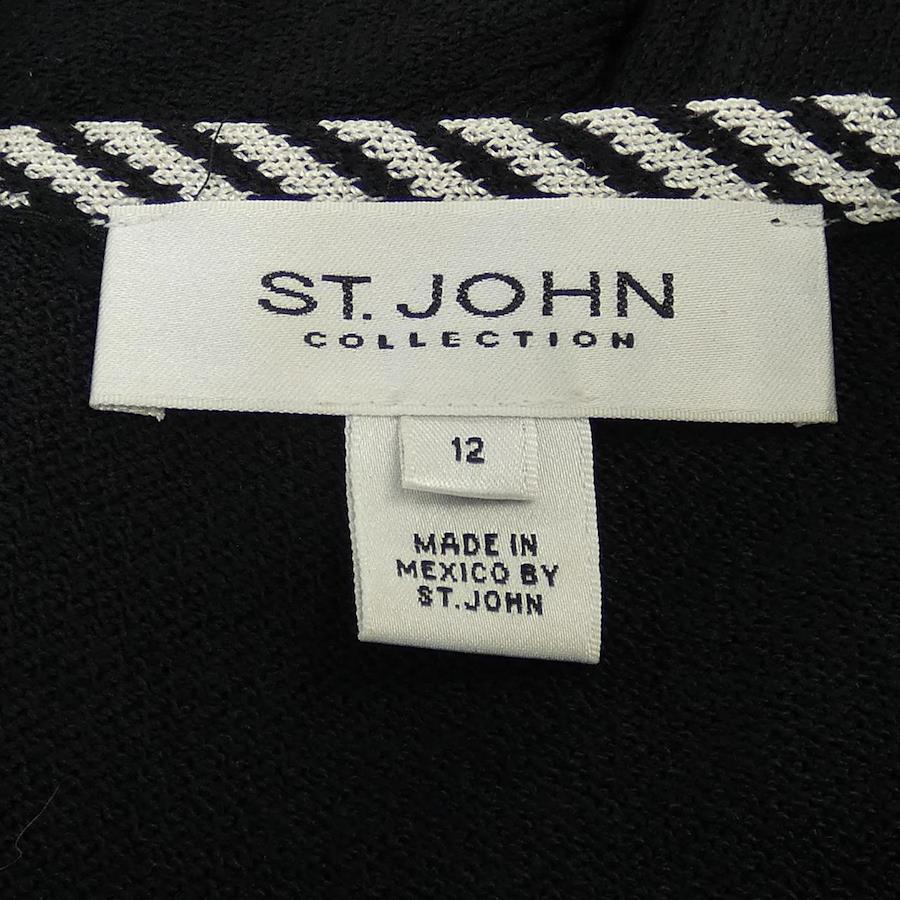 ST. JOHN
COLLECTION
12
MADE IN
MEXICO BY
ST.JOHN